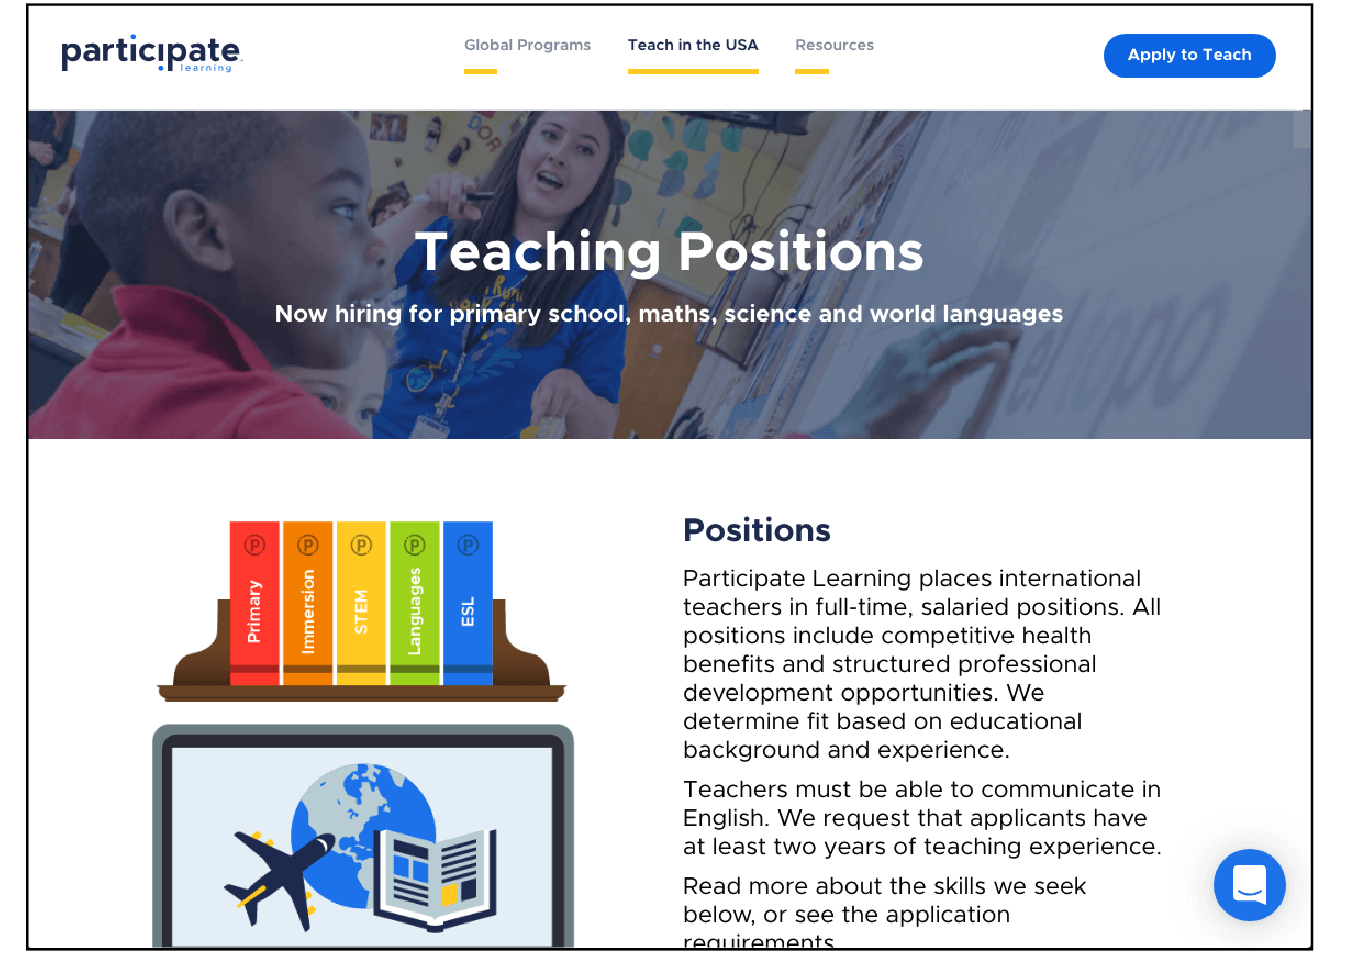 participate
learning
Global Programs
Teach in the USA
Resources
Apply to Teach
DOR
Teaching Positions
Now hiring for primary school, maths, science and world languages
Primary
Immersion
STEM
Languages
ESL
Positions
Participate Learning places international
teachers in full-time, salaried positions. All
positions include competitive health
benefits and structured professional
development opportunities. We
determine fit based on educational
background and experience.
Teachers must be able to communicate in
English. We request that applicants have
at least two years of teaching experience.
Read more about the skills we seek
below, or see the application
requirements